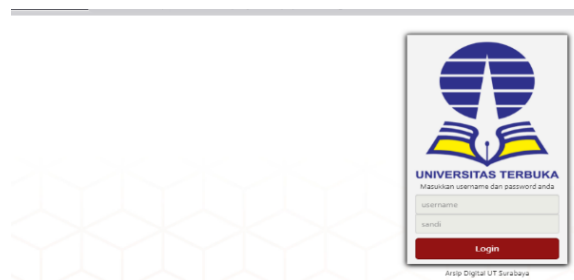 UNIVERSITAS TERBUKA
Masukkan username dan password anda
username
sandi
Login
Arsip Digital UT Surabaya